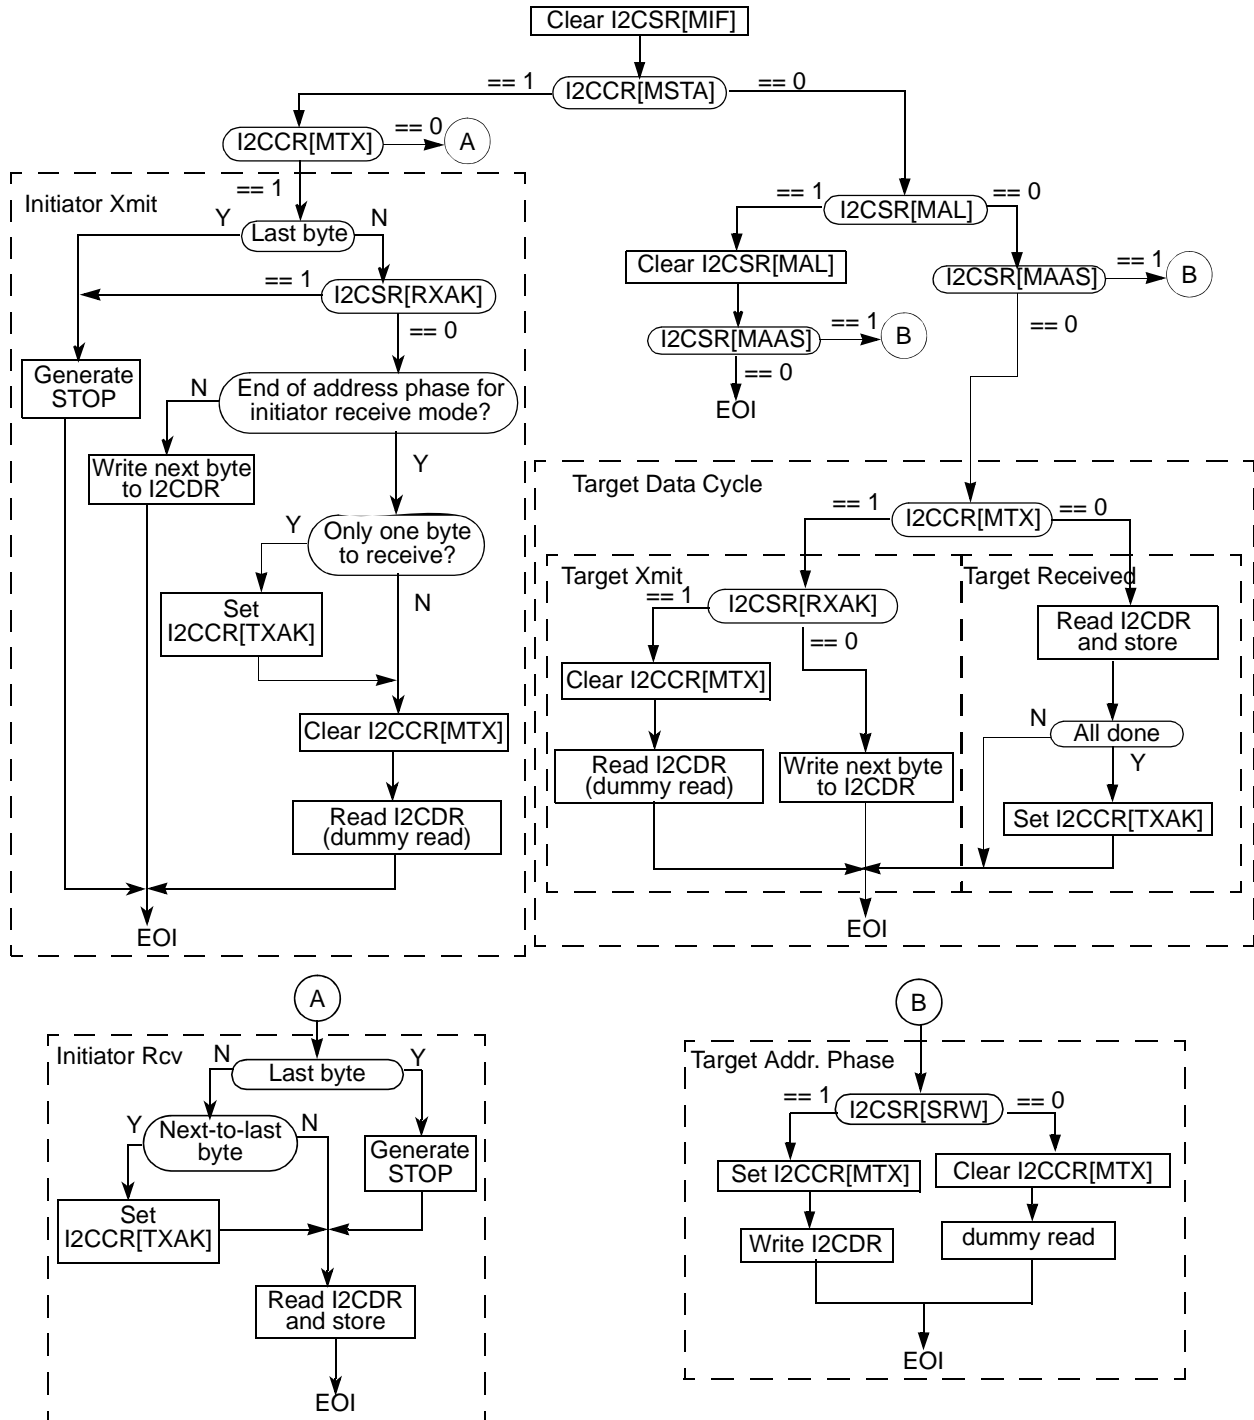 Clear I2CSR[MIF]
== 1
I2CCR[MSTA]
== 0
I2CCR[MTX]
== 0
A
== 1
Initiator Xmit
Y
N
Last byte
== 1
I2CSR[RXAK]
== 0
Generate
STOP
N
End of address phase for
initiator receive mode?
Write next byte
to I2CDR
Y
Y
Only one byte
to receive?
N
Set
I2CCR[TXAK]
Clear I2CCR[MTX]
Read I2CDR
(dummy read)
EOI
== 1
I2CSR[MAL]
== 0
Clear I2CSR[MAL]
I2CSR[MAAS]
== 1
B
== 0
I2CSR[MAAS]
== 1
B
== 0
EOI
Target Data Cycle
== 1
I2CCR[MTX]
== 0
Target Xmit
== 1
I2CSR[RXAK]
== 0
Clear I2CCR[MTX]
Read I2CDR
(dummy read)
Write next byte
to I2CDR
Target Received
Read I2CDR
and store
N
All done
Y
Set I2CCR[TXAK]
EOI
A
Initiator Rcv
N
Y
Last byte
Y
Next-to-last
byte
N
Generate
STOP
Set
I2CCR[TXAK]
Read I2CDR
and store
EOI
B
Target Addr. Phase
== 1
I2CSR[SRW]
== 0
Set I2CCR[MTX]
Clear I2CCR[MTX]
Write I2CDR
dummy read
EOI